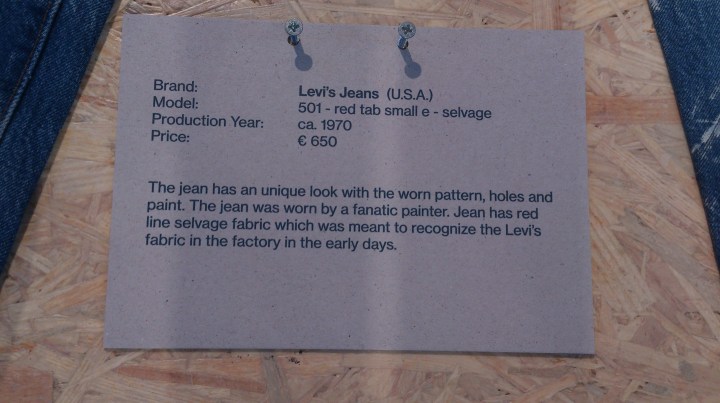 Brand: Levi's Jeans (U.S.A.)
Model: 501 - red tab small e - selvage
Production Year: ca. 1970
Price: € 650
The jean has an unique look with the worn pattern, holes and
paint. The jean was worn by a fanatic painter. Jean has red
line selvage fabric which was meant to recognize the Levi's
fabric in the factory in the early days.